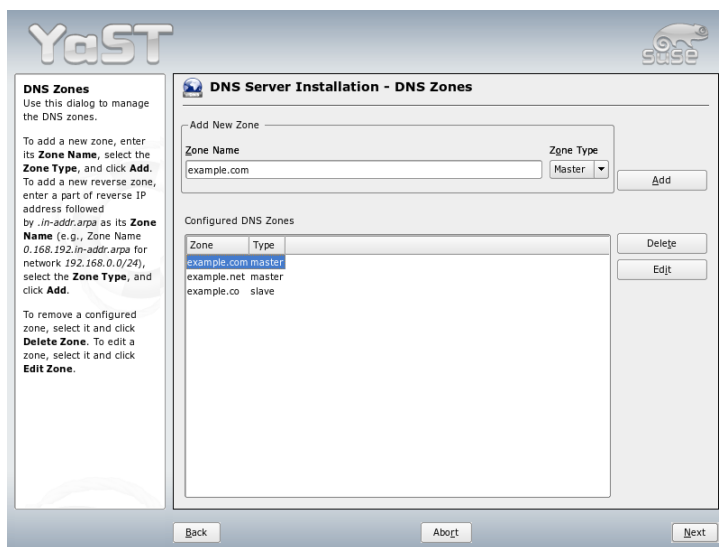 YaST
SUSE
DNS Zones
Use this dialog to manage
the DNS zones.
To add a new zone, enter
its Zone Name, select the
Zone Type, and click Add.
To add a new reverse zone,
enter a part of reverse IP
address followed
by .in-addr.arpa as its Zone
Name (e.g., Zone Name
0.168.192.in-addr.arpa for
network 192.168.0.0/24),
select the Zone Type, and
click Add.
To remove a configured
zone, select it and click
Delete Zone. To edit a
zone, select it and click
Edit Zone.
DNS Server Installation - DNS Zones
Add New Zone
Zone Name
Zone Type
example.com
Master
Add
Configured DNS Zones
Zone Type
example.com master
example.net master
example.co slave
Delete
Edit
Back
Abort
Next